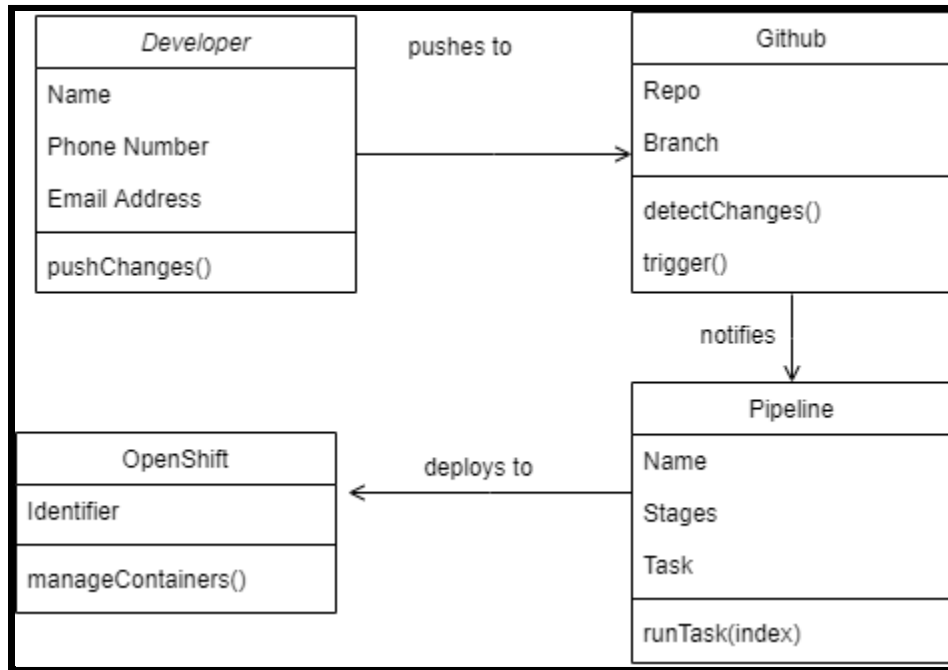 Developer
Name
Phone Number
Email Address
pushChanges()
pushes to
Github
Repo
Branch
detectChanges()
trigger()
notifies
Pipeline
Name
Stages
Task
runTask(index)
deploys to
OpenShift
Identifier
manageContainers()